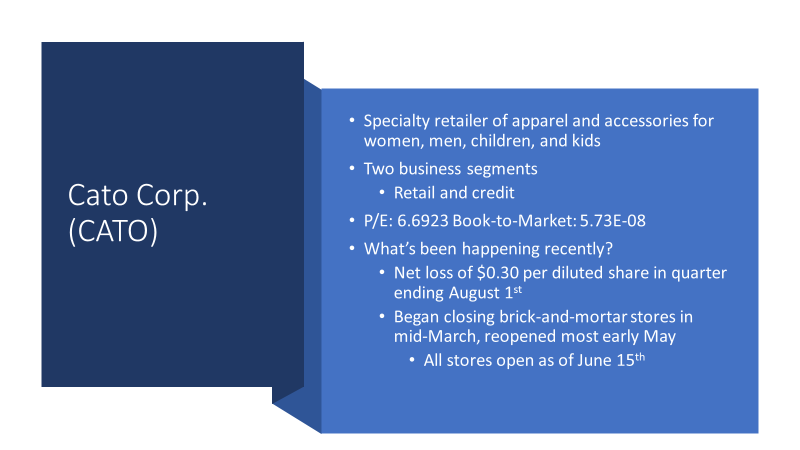 Cato Corp.
(CATO)
• Specialty retailer of apparel and accessories for
women, men, children, and kids
• Two business segments
• Retail and credit
• P/E: 6.6923 Book-to-Market: 5.73E-08
• What’s been happening recently?
• Net loss of $0.30 per diluted share in quarter
ending August 1st
• Began closing brick-and-mortar stores in
mid-March, reopened most early May
• All stores open as of June 15th